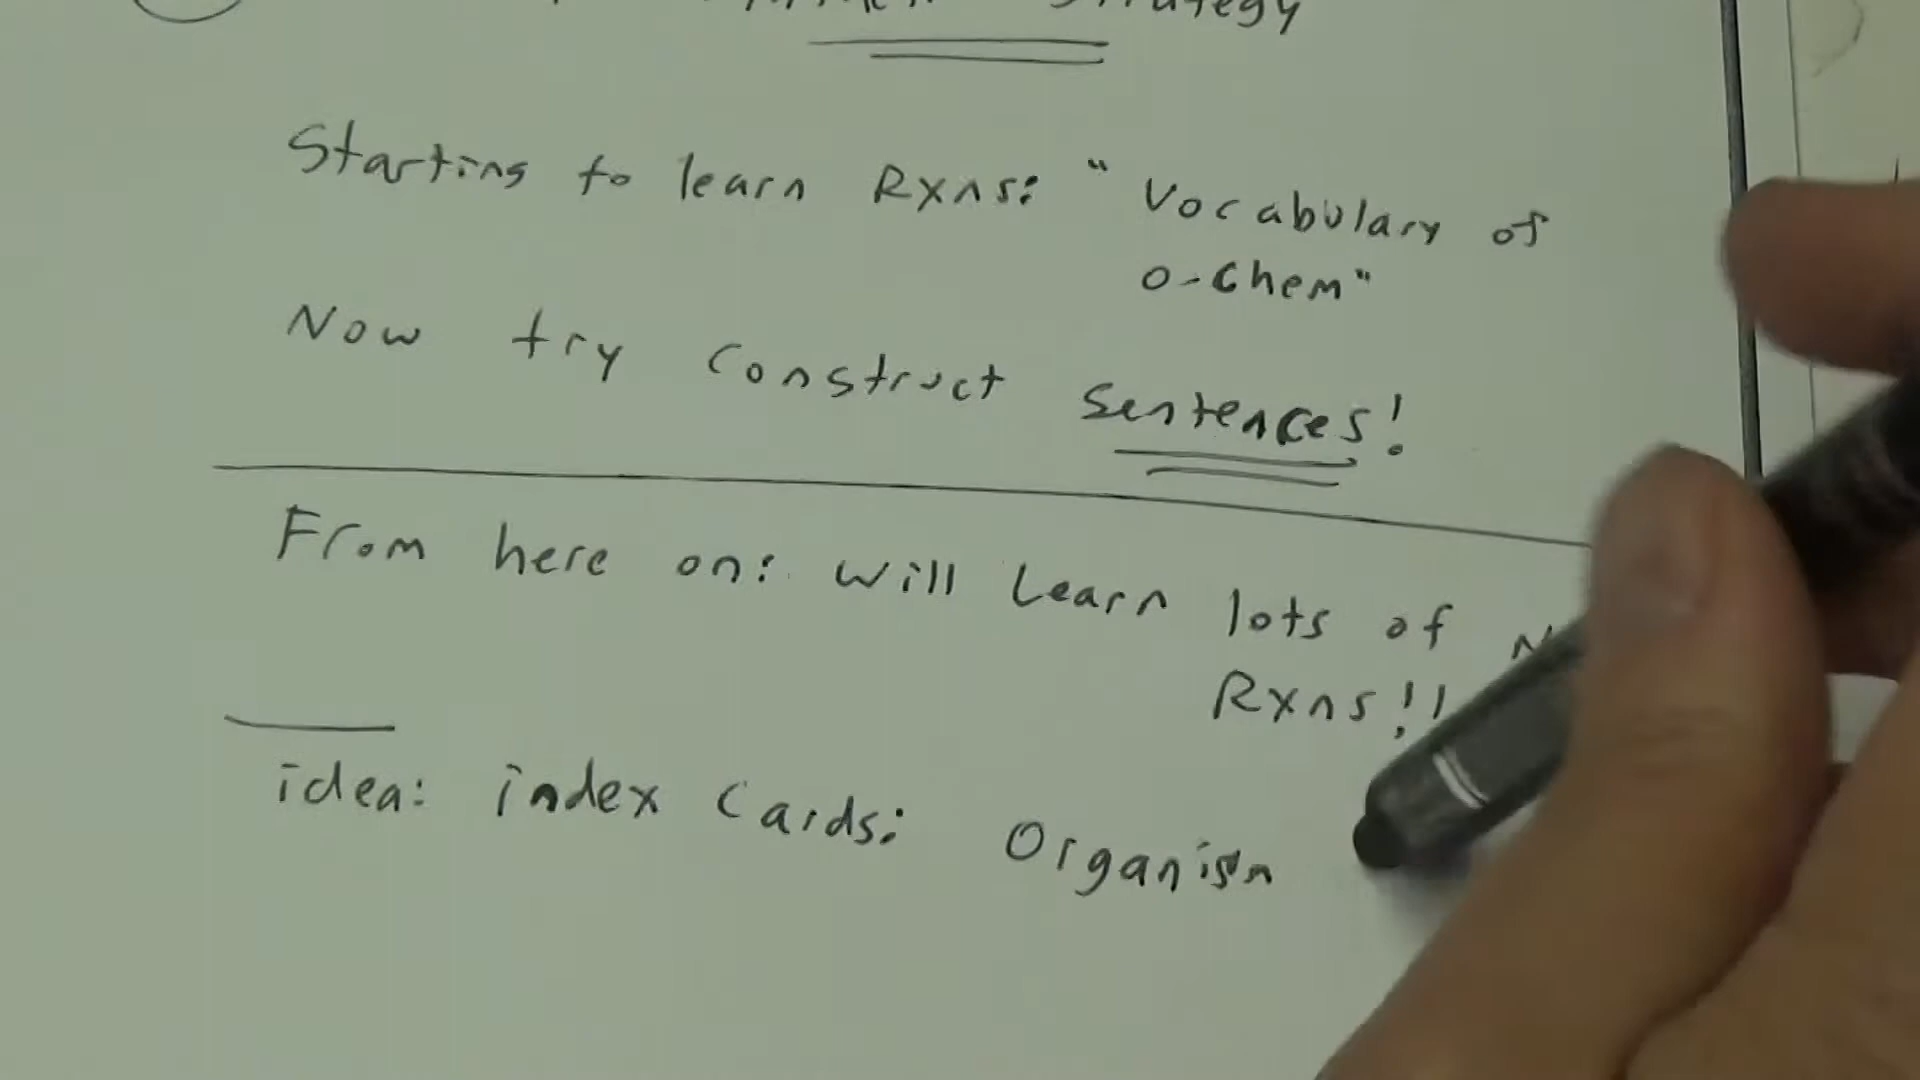 Strategy
Starting to learn Rxns: "Vocabulary of
O-Chem"
Now try construct sentences!
From here on: will learn lots of
Rxns!!
idea: index cards: